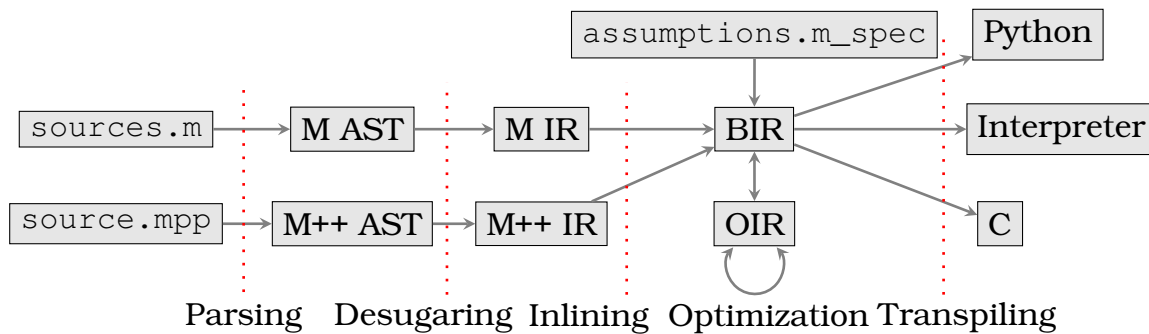 assumptions.m_spec
Python
sources.m
M AST
M IR
BIR
Interpreter
source.mpp
M++ AST
M++ IR
OIR
C
Parsing
Desugaring
Inlining
Optimization
Transpiling